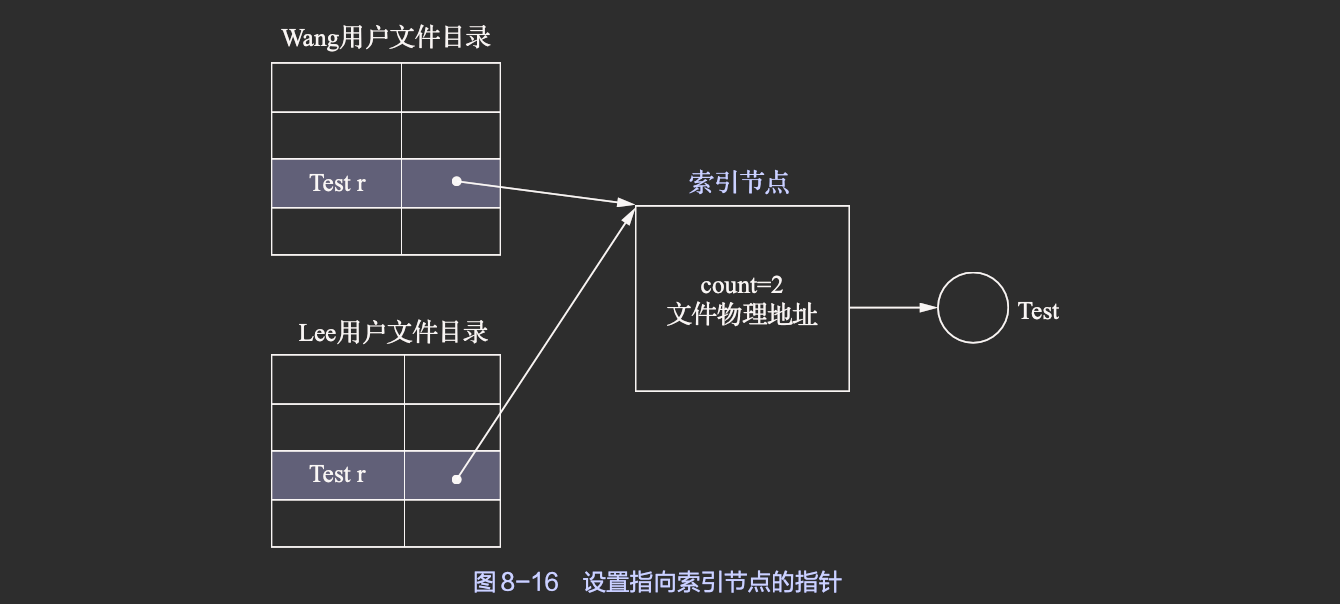 Wang用户文件目录
Test r
索引节点
count=2
文件物理地址
Test
Lee用户文件目录
Test r
图8-16 设置指向索引节点的指针